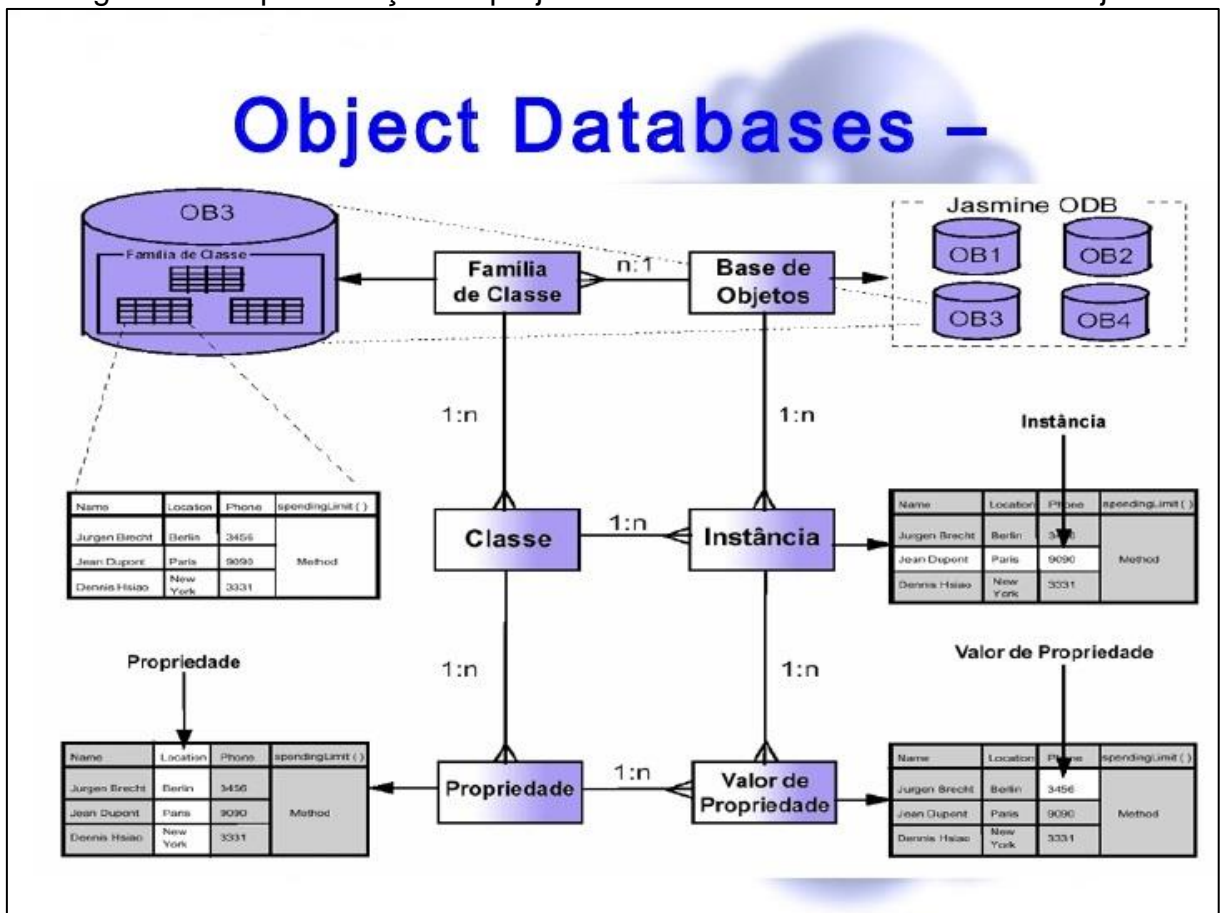 Object Databases –
OB3
Família de Classe
Família
de Classe
n:1
Base de
Objetos
Jasmine ODB
OB1
OB2
OB3
OB4
1:n
1:n
Instância
Name Location Phone spendingLimit ( )
Jurgen Brecht Berlin 3456
Jean Dupont Paris 9090 Method
Dennis Hsiao New York 3331
Classe
1:n
Instância
Name Location Phone spendingLimit ( )
Jurgen Brecht Berlin
Jean Dupont Paris 9090 Method
Dennis Hsiao New York 3331
Propriedade
1:n
1:n
Valor de Propriedade
Name Location Phone spendingLimit ( )
Jurgen Brecht Berlin 3456
Jean Dupont Paris 9090 Method
Dennis Hsiao New York 3331
Propriedade
1:n
Valor de
Propriedade
Name Location spendingLimit ( )
Jurgen Brecht Berlin 3456
Jean Dupont Paris 9090 Method
Dennis Hsiao New York 3331